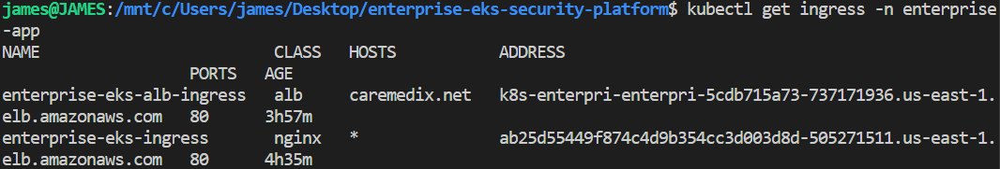 james@JAMES:/mnt/c/Users/james/Desktop/enterprise-eks-security-platform$ kubectl get ingress -n enterprise
-app
NAME                       CLASS   HOSTS          ADDRESS
                  PORTS   AGE
enterprise-eks-alb-ingress   alb     caremedix.net   k8s-enterpri-enterpri-5cdb715a73-737171936.us-east-1.
elb.amazonaws.com   80      3h57m
enterprise-eks-ingress       nginx   *               ab25d55449f874c4d9b354cc3d003d8d-505271511.us-east-1.
elb.amazonaws.com   80      4h35m